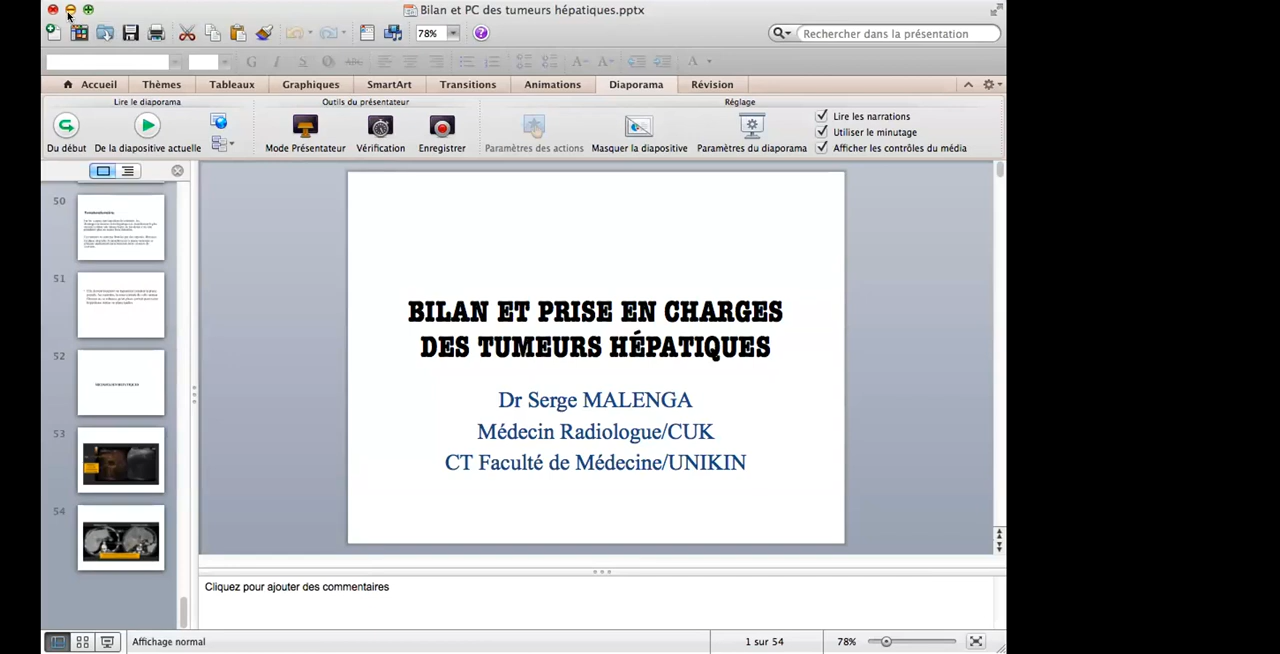 Bilan et PC des tumeurs hépatiques.pptx
78%
Rechercher dans la présentation
G I S ABC A A A
Accueil Thèmes Tableaux Graphiques SmartArt Transitions Animations Diaporama Révision
Lire le diaporama Outils du présentateur Réglage
Du début De la diapositive actuelle Mode Présentateur Vérification Enregistrer Paramètres des actions Masquer la diapositive Paramètres du diaporama
Lire les narrations
Utiliser le minutage
Afficher les contrôles du média
50
51
52
53
54
BILAN ET PRISE EN CHARGES
DES TUMEURS HÉPATIQUES
Dr Serge MALENGA
Médecin Radiologue/CUK
CT Faculté de Médecine/UNIKIN
Cliquez pour ajouter des commentaires
Affichage normal 1 sur 54 78%